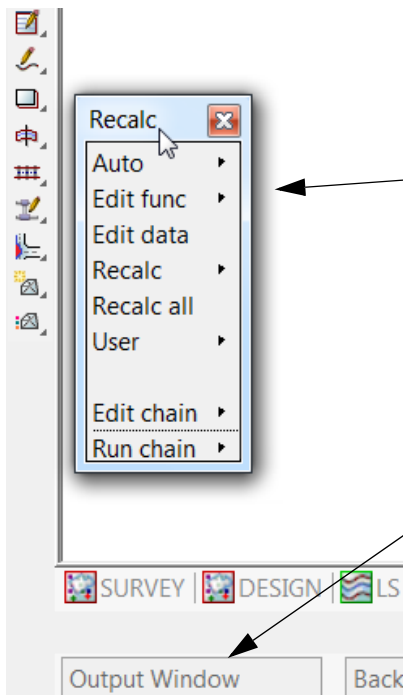 Recalc
Auto
Edit func
Edit data
Recalc
Recalc all
User
Edit chain
Run chain
SURVEY DESIGN LS
Output Window Back